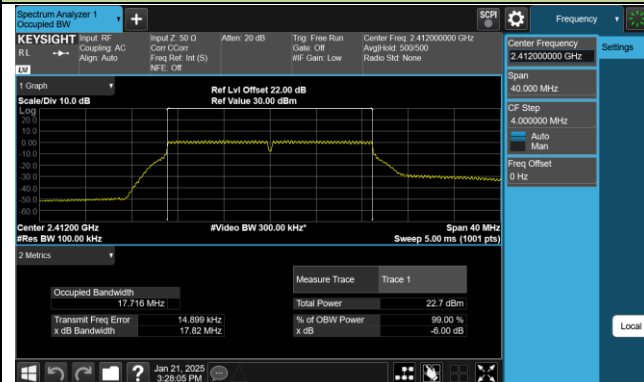 Spectrum Analyzer 1
Occupied BW
+
SCPI
Frequency
KEYSIGHT
RL
LXI
Input: RF
Coupling: AC
Align: Auto
Input Z: 50 Ω
Corr CCorr
Freq Ref: Int (S)
NFE: Off
Atten: 20 dB
Trig: Free Run
Gate: Off
#IF Gain: Low
Center Freq: 2.412000000 GHz
Avg|Hold: 500/500
Radio Std: None
Center Frequency
2.412000000 GHz
Settings
Span
40.000 MHz
CF Step
4.000000 MHz
Auto
Man
Freq Offset
0 Hz
Local
1 Graph
Scale/Div 10.0 dB
Ref Lvl Offset 22.00 dB
Ref Value 30.00 dBm
Log
20.0
10.0
0.00
-10.0
-20.0
-30.0
-40.0
-50.0
-60.0
Center 2.41200 GHz
#Res BW 100.00 kHz
#Video BW 300.00 kHz*
Span 40 MHz
Sweep 5.00 ms (1001 pts)
2 Metrics
Measure Trace Trace 1
Occupied Bandwidth
17.716 MHz
Total Power 22.7 dBm
Transmit Freq Error 14.899 kHz
% of OBW Power 99.00 %
x dB Bandwidth 17.82 MHz
x dB -6.00 dB
?
Jan 21, 2025
3:28:05 PM